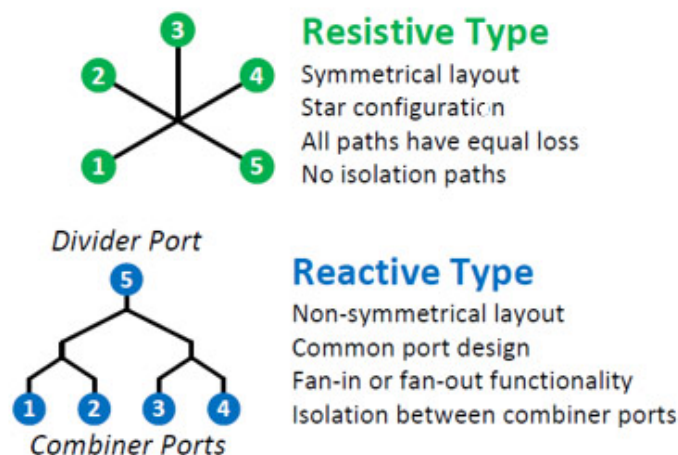 3
2
4
1
5
Resistive Type
Symmetrical layout
Star configuration
All paths have equal loss
No isolation paths
Divider Port
5
1
2
3
4
Combiner Ports
Reactive Type
Non-symmetrical layout
Common port design
Fan-in or fan-out functionality
Isolation between combiner ports